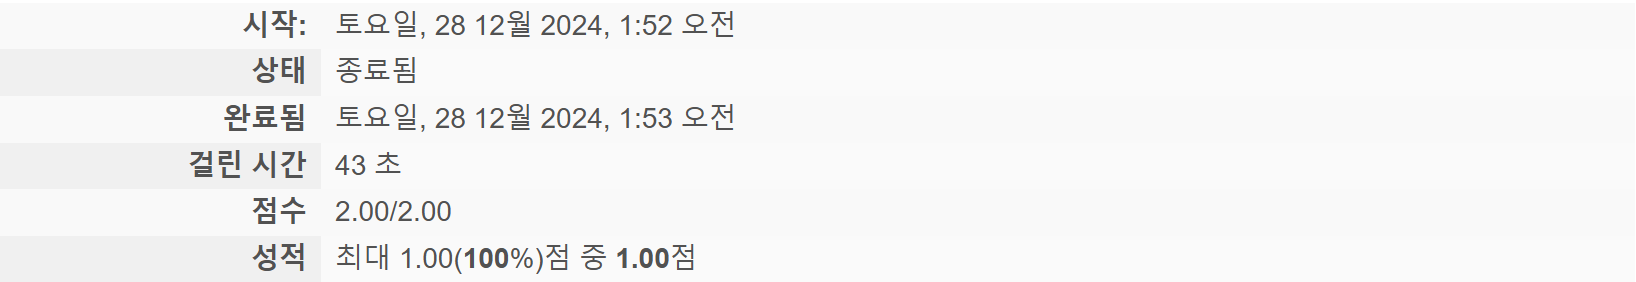 시작: 토요일, 28 12월 2024, 1:52 오전
상태 종료됨
완료됨 토요일, 28 12월 2024, 1:53 오전
걸린 시간 43 초
점수 2.00/2.00
성적 최대 1.00(100%)점 중 1.00점